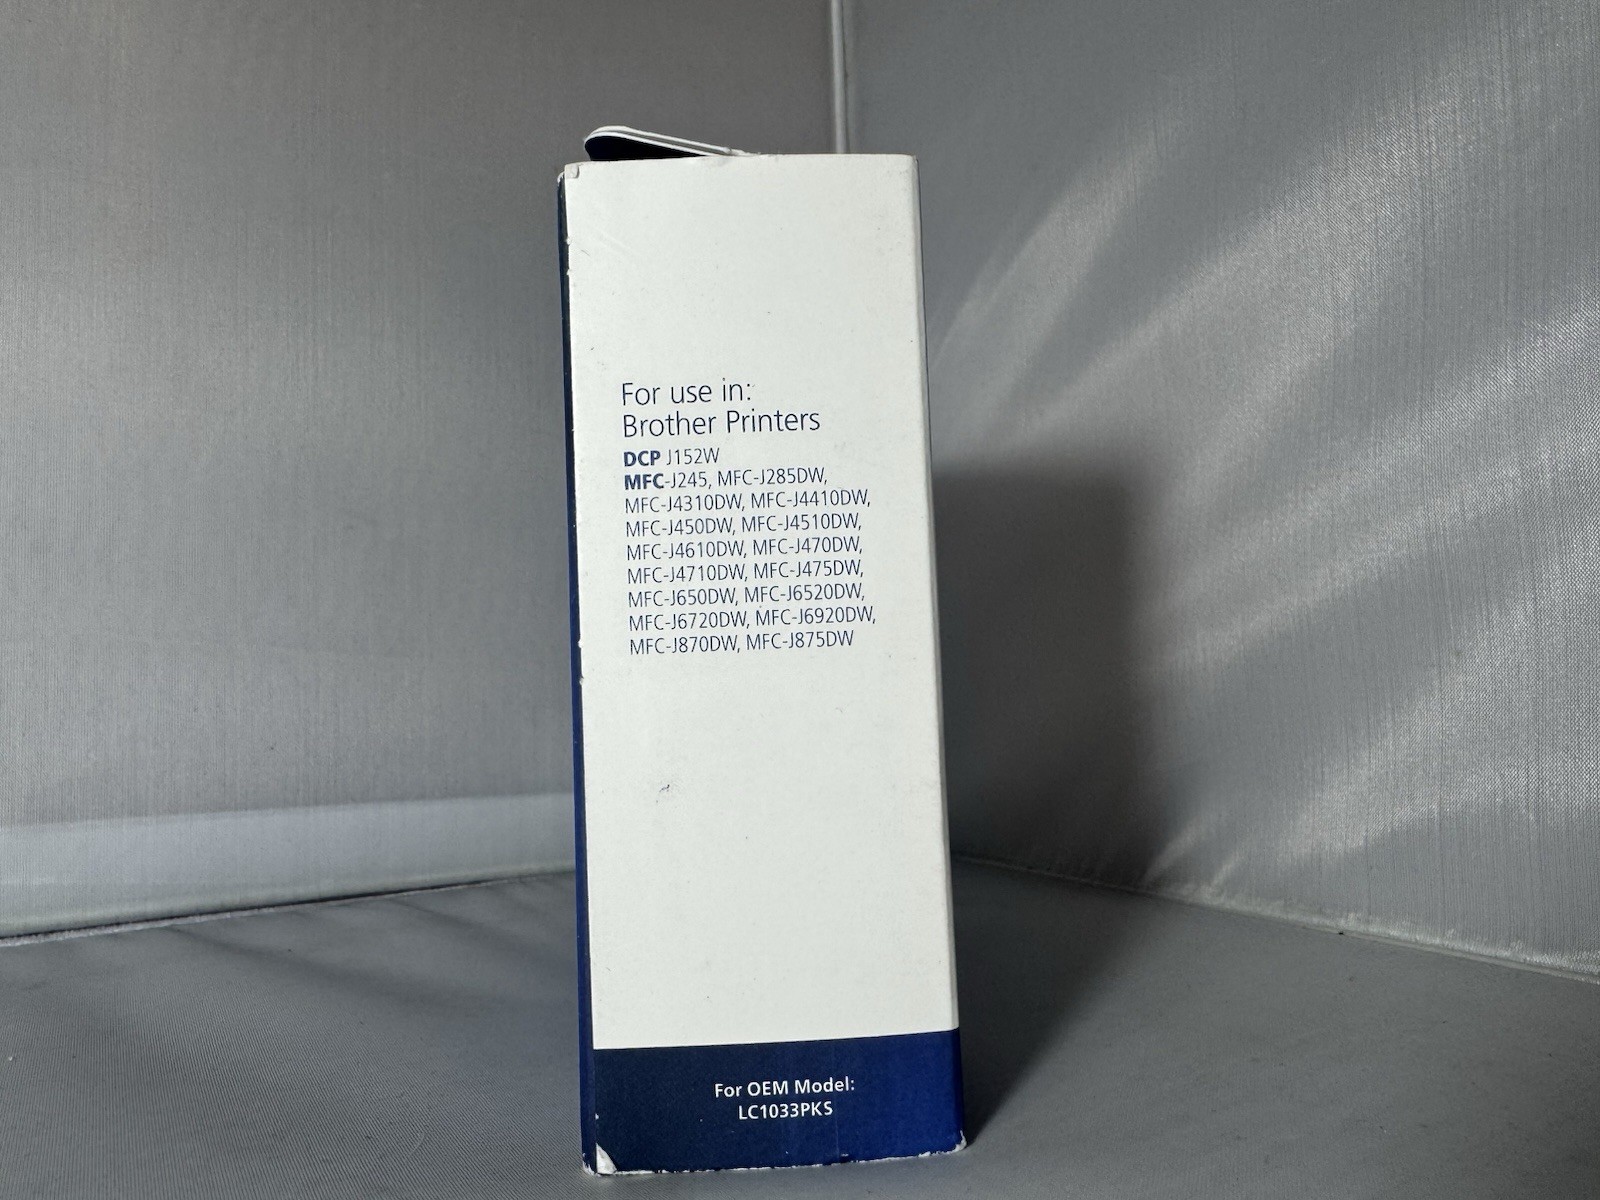 For use in:
Brother Printers
DCP J152W
MFC-J245, MFC-J285DW,
MFC-J4310DW, MFC-J4410DW,
MFC-J450DW, MFC-J4510DW,
MFC-J4610DW, MFC-J470DW,
MFC-J4710DW, MFC-J475DW,
MFC-J650DW, MFC-J6520DW,
MFC-J6720DW, MFC-J6920DW,
MFC-J870DW, MFC-J875DW
For OEM Model:
LC1033PKS